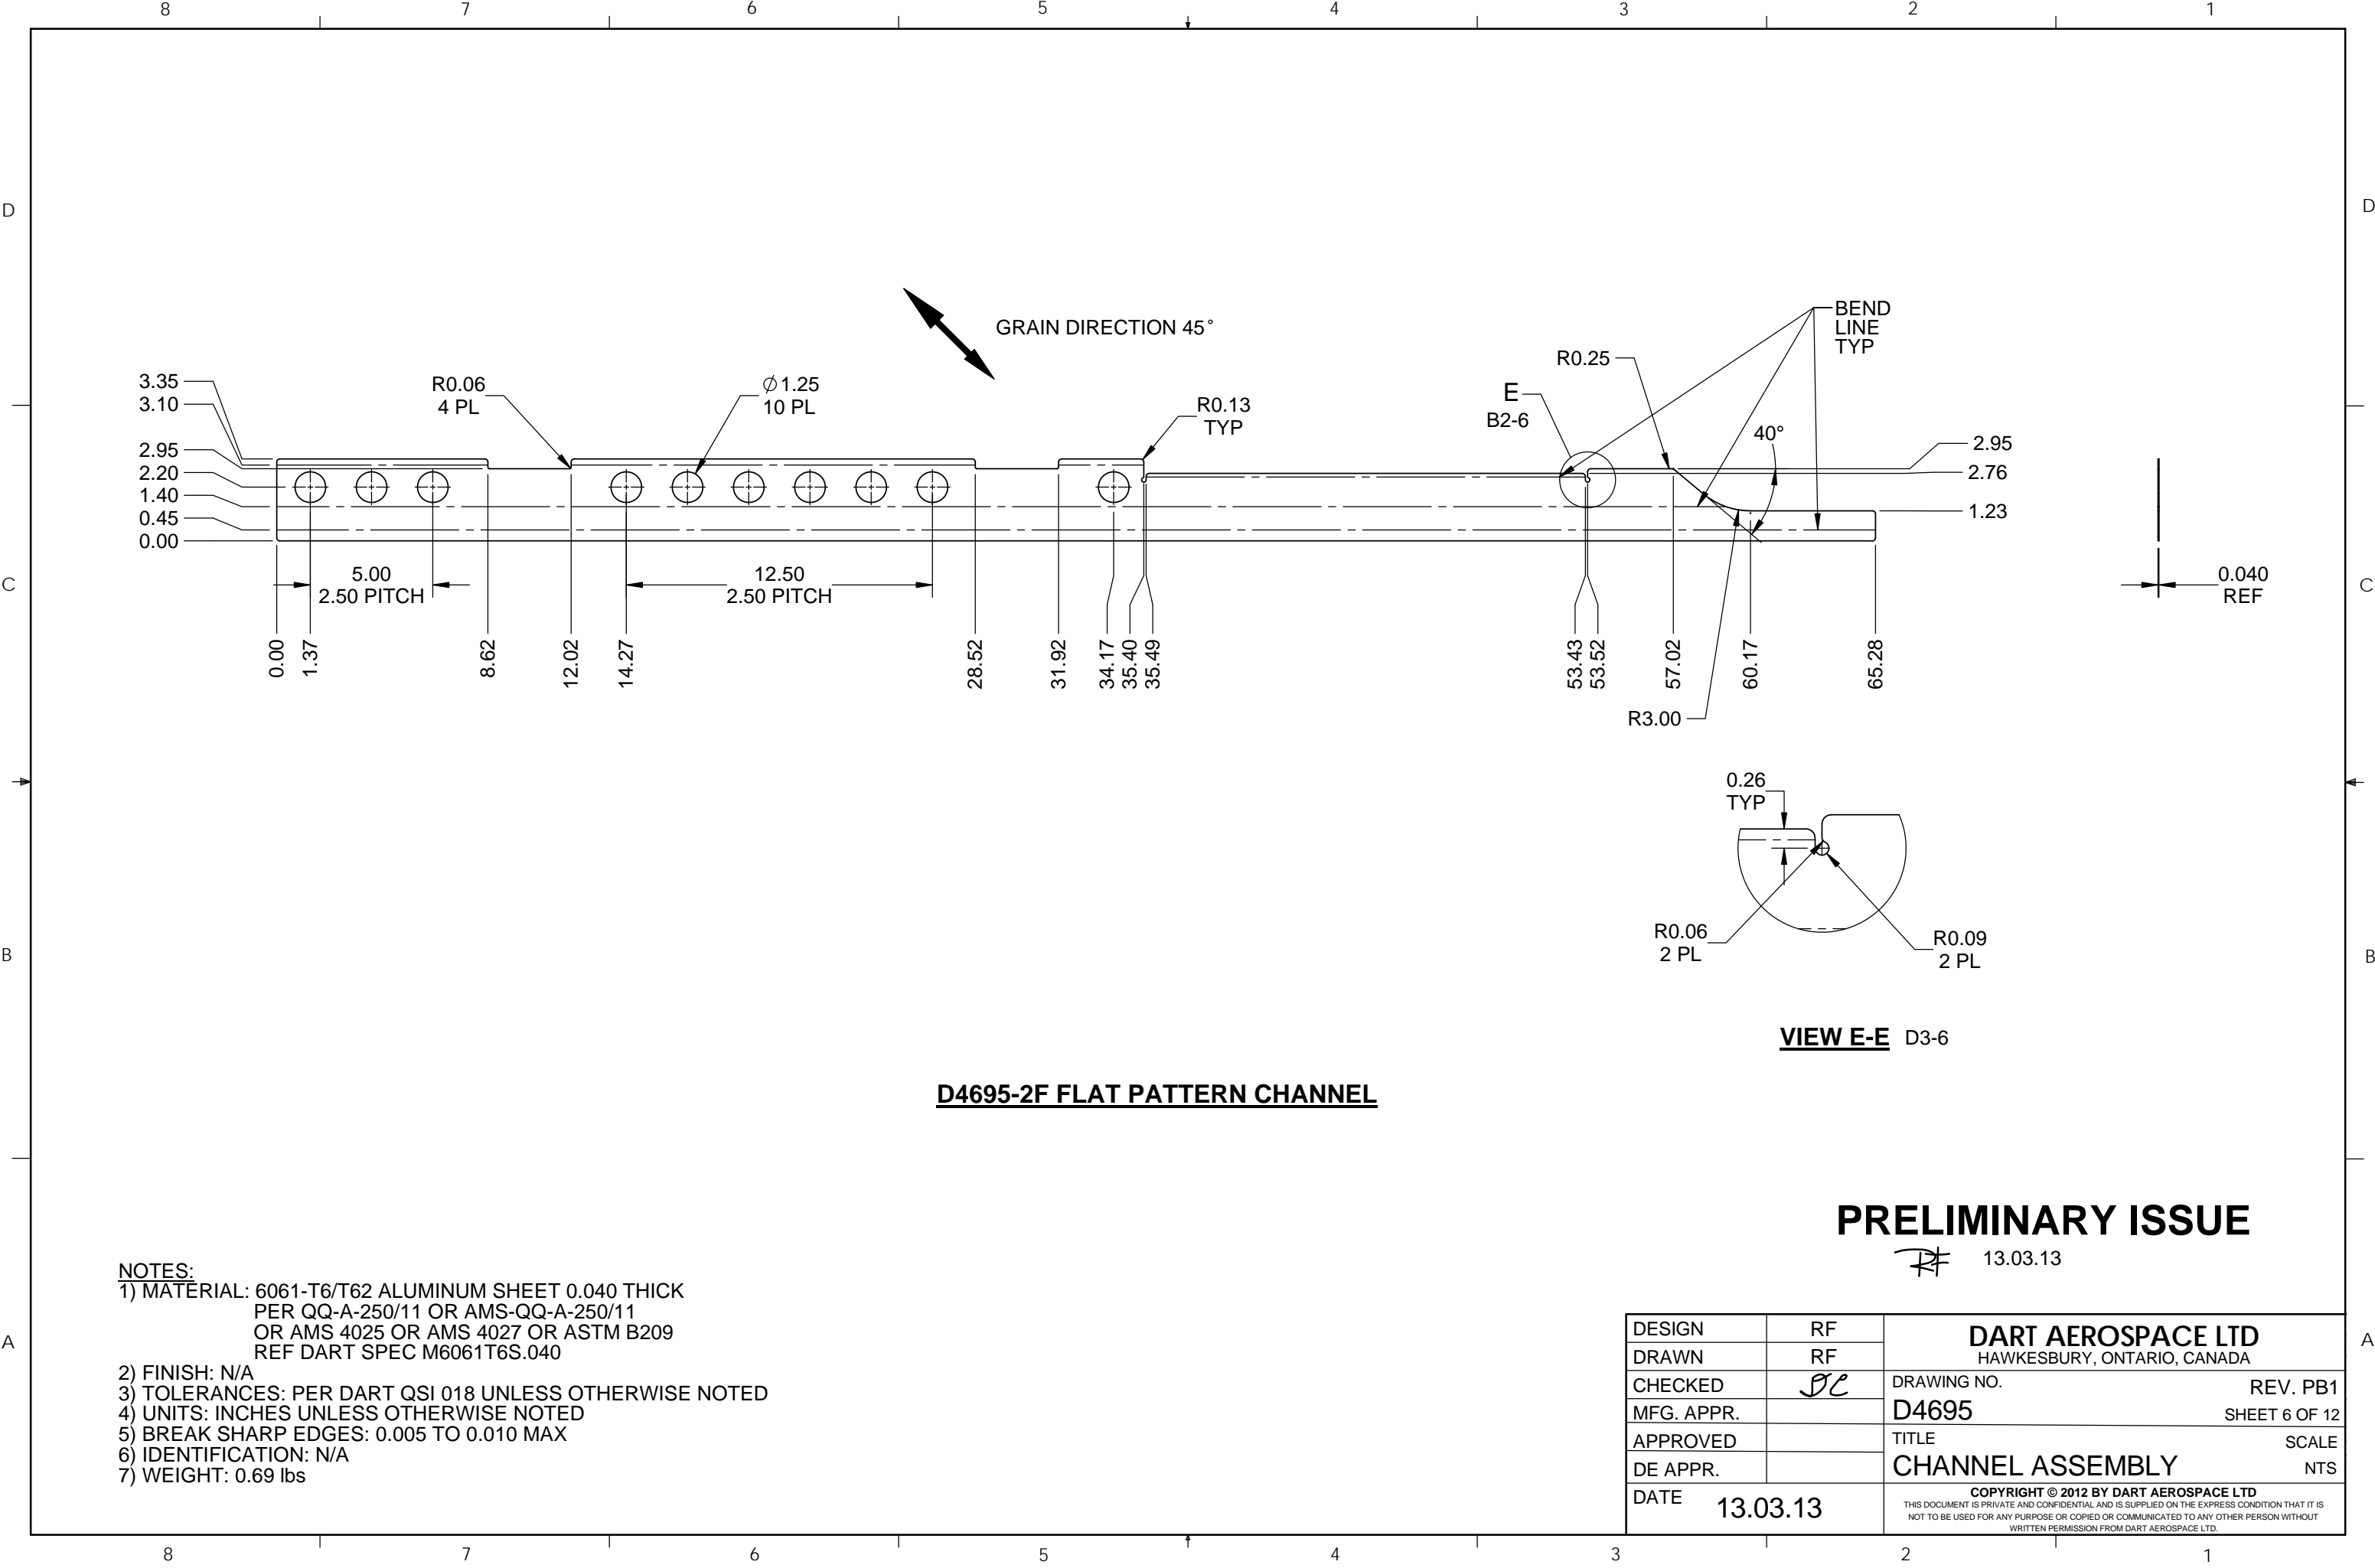 8 7 6 5 4 3 2 1
D
D
GRAIN DIRECTION 45°
BEND
LINE
TYP
R0.25
3.35
3.10
2.95
2.20
1.40
0.45
0.00
R0.06
4 PL
∅1.25
10 PL
R0.13
TYP
E
B2-6
40°
2.95
2.76
1.23
C
5.00
2.50 PITCH
12.50
2.50 PITCH
0.040
REF
C
0.00
1.37
8.62
12.02
14.27
28.52
31.92
34.17
35.40
35.49
53.43
53.52
57.02
60.17
65.28
R3.00
0.26
TYP
R0.06
2 PL
R0.09
2 PL
B
B
VIEW E-E D3-6
D4695-2F FLAT PATTERN CHANNEL
PRELIMINARY ISSUE
RF 13.03.13
NOTES:
1) MATERIAL: 6061-T6/T62 ALUMINUM SHEET 0.040 THICK
PER QQ-A-250/11 OR AMS-QQ-A-250/11
OR AMS 4025 OR AMS 4027 OR ASTM B209
REF DART SPEC M6061T6S.040
2) FINISH: N/A
3) TOLERANCES: PER DART QSI 018 UNLESS OTHERWISE NOTED
4) UNITS: INCHES UNLESS OTHERWISE NOTED
5) BREAK SHARP EDGES: 0.005 TO 0.010 MAX
6) IDENTIFICATION: N/A
7) WEIGHT: 0.69 lbs
A
A
DESIGN RF
DRAWN RF
CHECKED DC
MFG. APPR.
APPROVED
DE APPR.
DATE 13.03.13
DART AEROSPACE LTD
HAWKESBURY, ONTARIO, CANADA
DRAWING NO. REV. PB1
D4695 SHEET 6 OF 12
TITLE SCALE
CHANNEL ASSEMBLY NTS
COPYRIGHT © 2012 BY DART AEROSPACE LTD
THIS DOCUMENT IS PRIVATE AND CONFIDENTIAL AND IS SUPPLIED ON THE EXPRESS CONDITION THAT IT IS
NOT TO BE USED FOR ANY PURPOSE OR COPIED OR COMMUNICATED TO ANY OTHER PERSON WITHOUT
WRITTEN PERMISSION FROM DART AEROSPACE LTD.
8 7 6 5 4 3 2 1